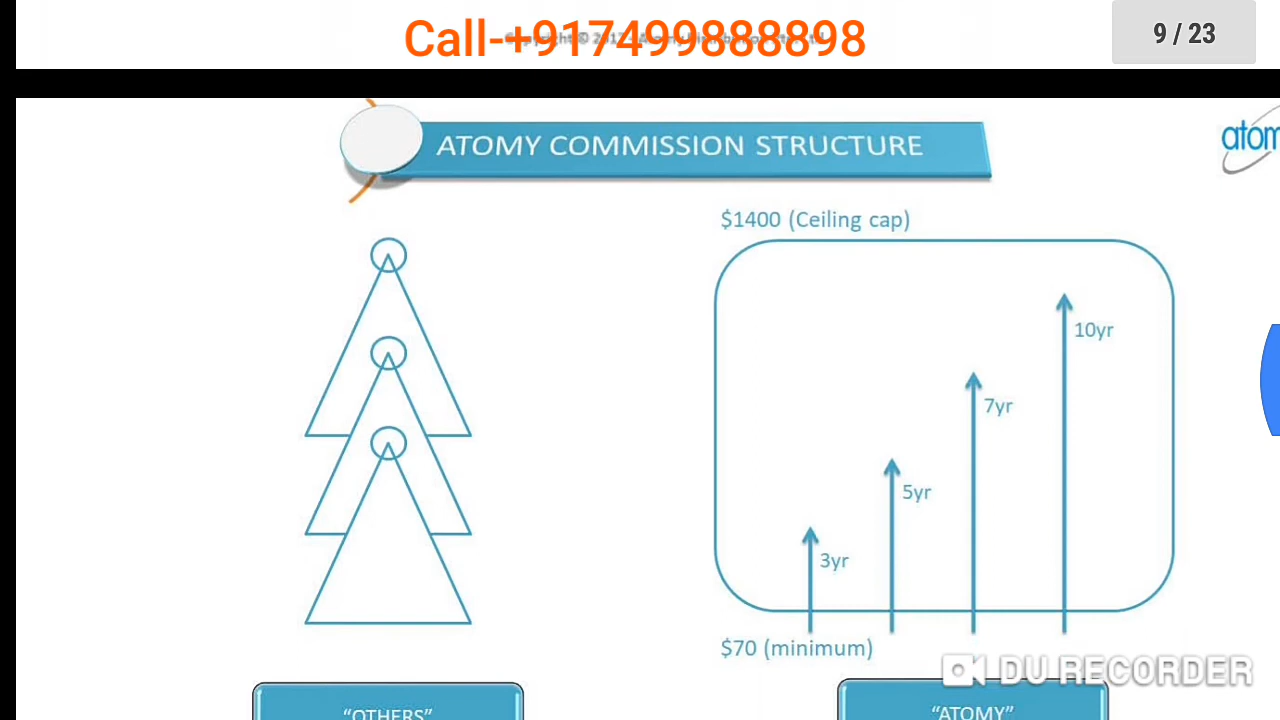 Call-+917499888898
9 / 23
ATOMY COMMISSION STRUCTURE
atom
$1400 (Ceiling cap)
10yr
7yr
5yr
3yr
$70 (minimum)
DU RECORDER
“OTHERS”
“ATOMY”